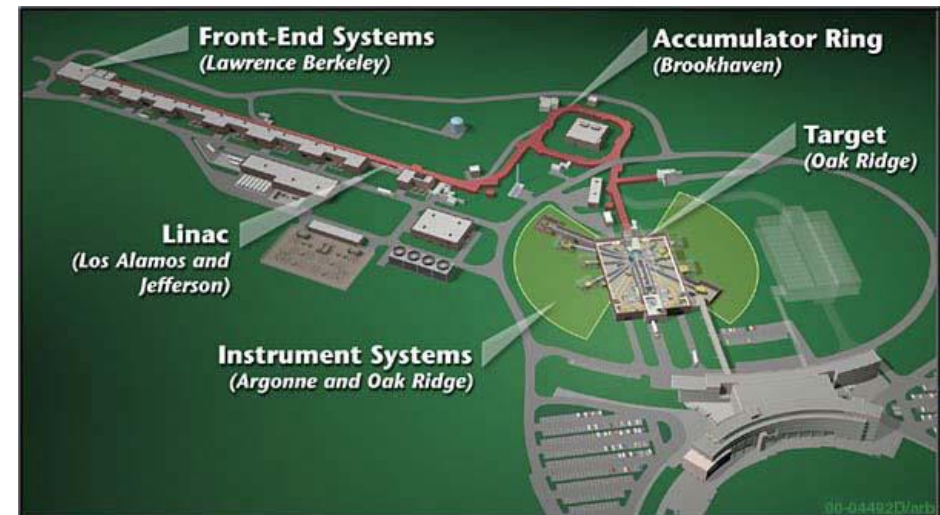 Front-End Systems
(Lawrence Berkeley)
Accumulator Ring
(Brookhaven)
Target
(Oak Ridge)
Linac
(Los Alamos and
Jefferson)
Instrument Systems
(Argonne and Oak Ridge)
00-04492D/arb